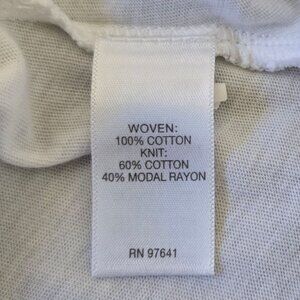 WOVEN:
100% COTTON
KNIT:
60% COTTON
40% MODAL RAYON
RN 97641